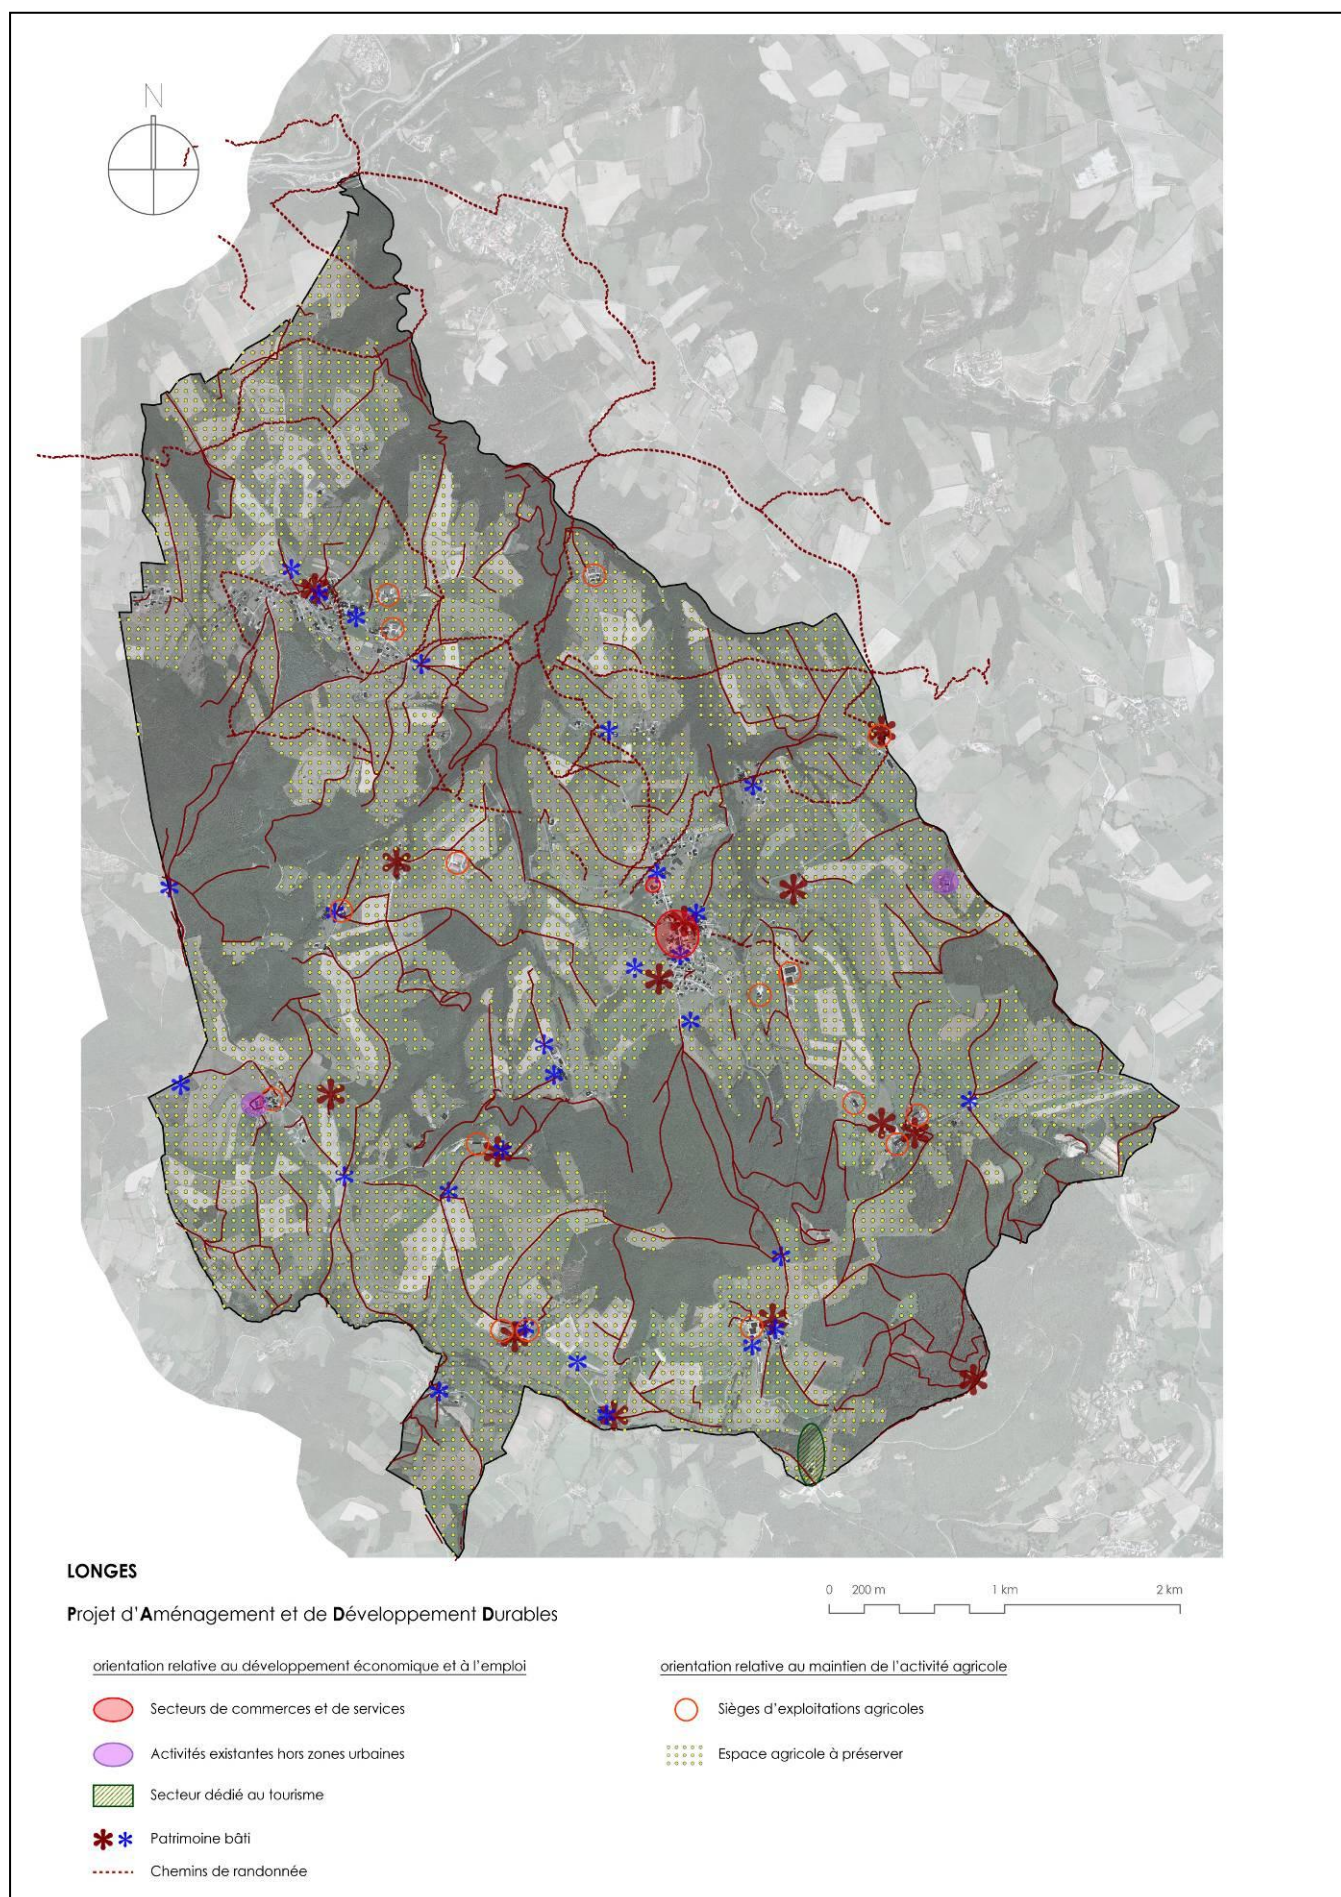 N
LONGES
0 200 m 1 km 2 km
Projet d'Aménagement et de Développement Durables
orientation relative au développement économique et à l'emploi
Secteurs de commerces et de services
Activités existantes hors zones urbaines
Secteur dédié au tourisme
Patrimoine bâti
Chemins de randonnée
orientation relative au maintien de l'activité agricole
Sièges d'exploitations agricoles
Espace agricole à préserver